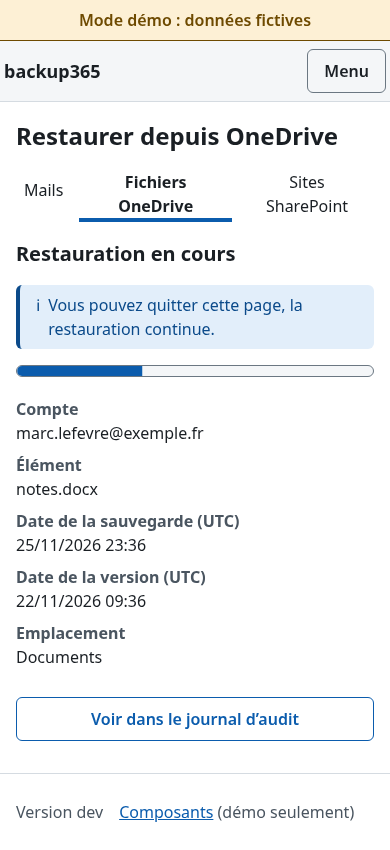 Mode démo : données fictives
backup365
Menu
Restaurer depuis OneDrive
Mails
Fichiers
OneDrive
Sites
SharePoint
Restauration en cours
i Vous pouvez quitter cette page, la
restauration continue.
Compte
marc.lefevre@exemple.fr
Élément
notes.docx
Date de la sauvegarde (UTC)
25/11/2026 23:36
Date de la version (UTC)
22/11/2026 09:36
Emplacement
Documents
Voir dans le journal d’audit
Version dev Composants (démo seulement)